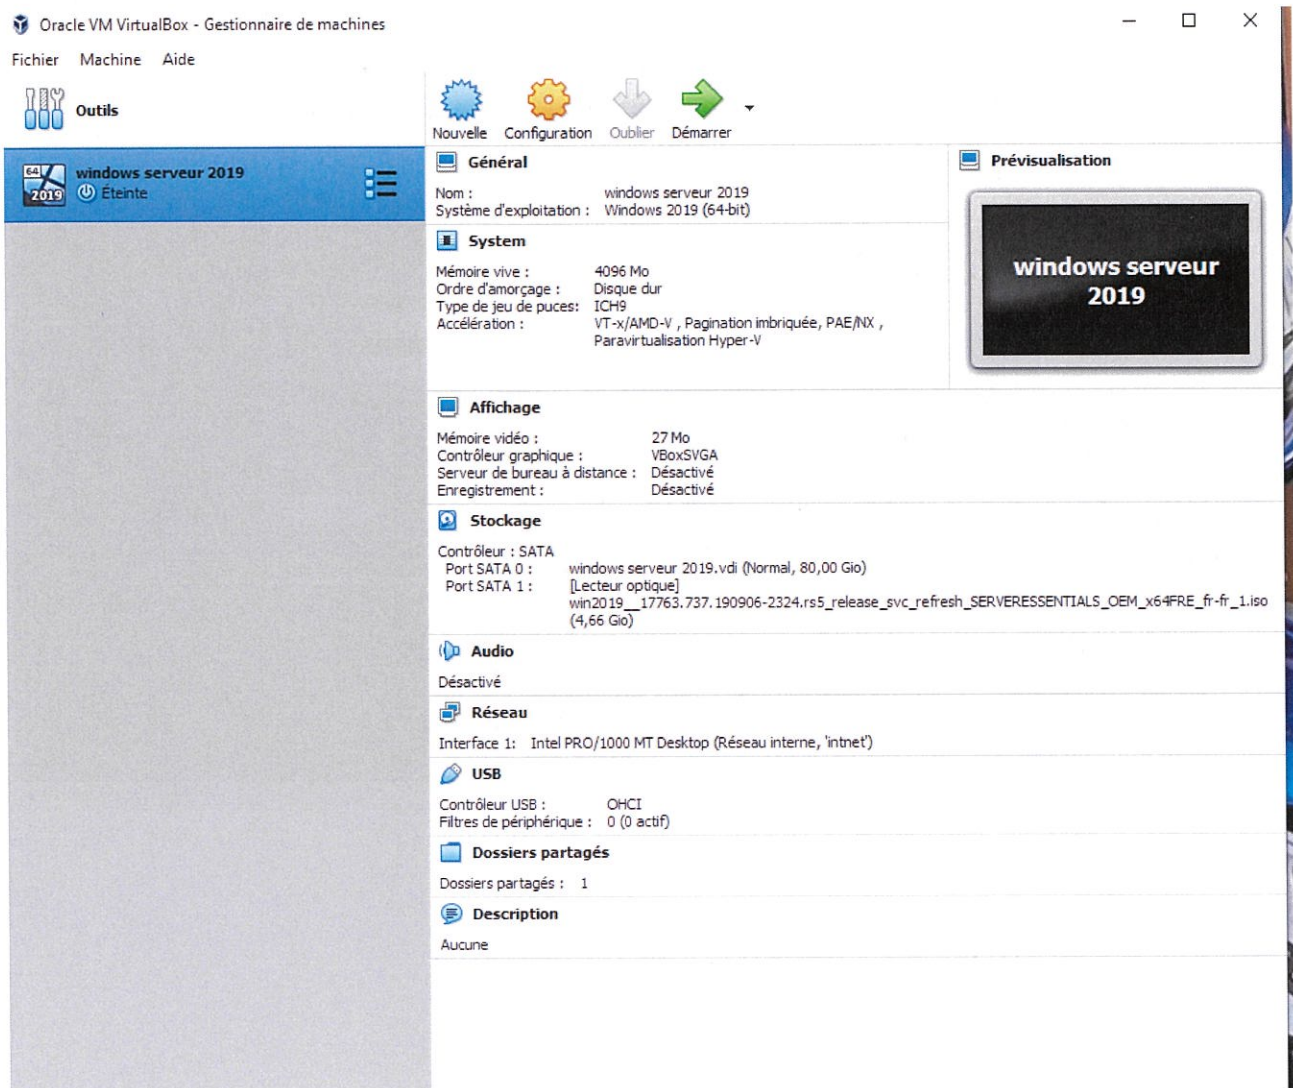 Oracle VM VirtualBox - Gestionnaire de machines
Fichier Machine Aide
Outils
Nouvelle Configuration Oublier Démarrer
windows serveur 2019
Éteinte
64
2019
Général
Nom : windows serveur 2019
Système d'exploitation : Windows 2019 (64-bit)
Prévisualisation
windows serveur
2019
System
Mémoire vive : 4096 Mo
Ordre d'amorçage : Disque dur
Type de jeu de puces: ICH9
Accélération : VT-x/AMD-V , Pagination imbriquée, PAE/NX ,
Paravirtualisation Hyper-V
Affichage
Mémoire vidéo : 27 Mo
Contrôleur graphique : VBoxSVGA
Serveur de bureau à distance : Désactivé
Enregistrement : Désactivé
Stockage
Contrôleur : SATA
Port SATA 0 : windows serveur 2019.vdi (Normal, 80,00 Gio)
Port SATA 1 : [Lecteur optique]
win2019__17763.737.190906-2324.rs5_release_svc_refresh_SERVERESSENTIALS_OEM_x64FRE_fr-fr_1.iso
(4,66 Gio)
Audio
Désactivé
Réseau
Interface 1: Intel PRO/1000 MT Desktop (Réseau interne, 'intnet')
USB
Contrôleur USB : OHCI
Filtres de périphérique : 0 (0 actif)
Dossiers partagés
Dossiers partagés : 1
Description
Aucune